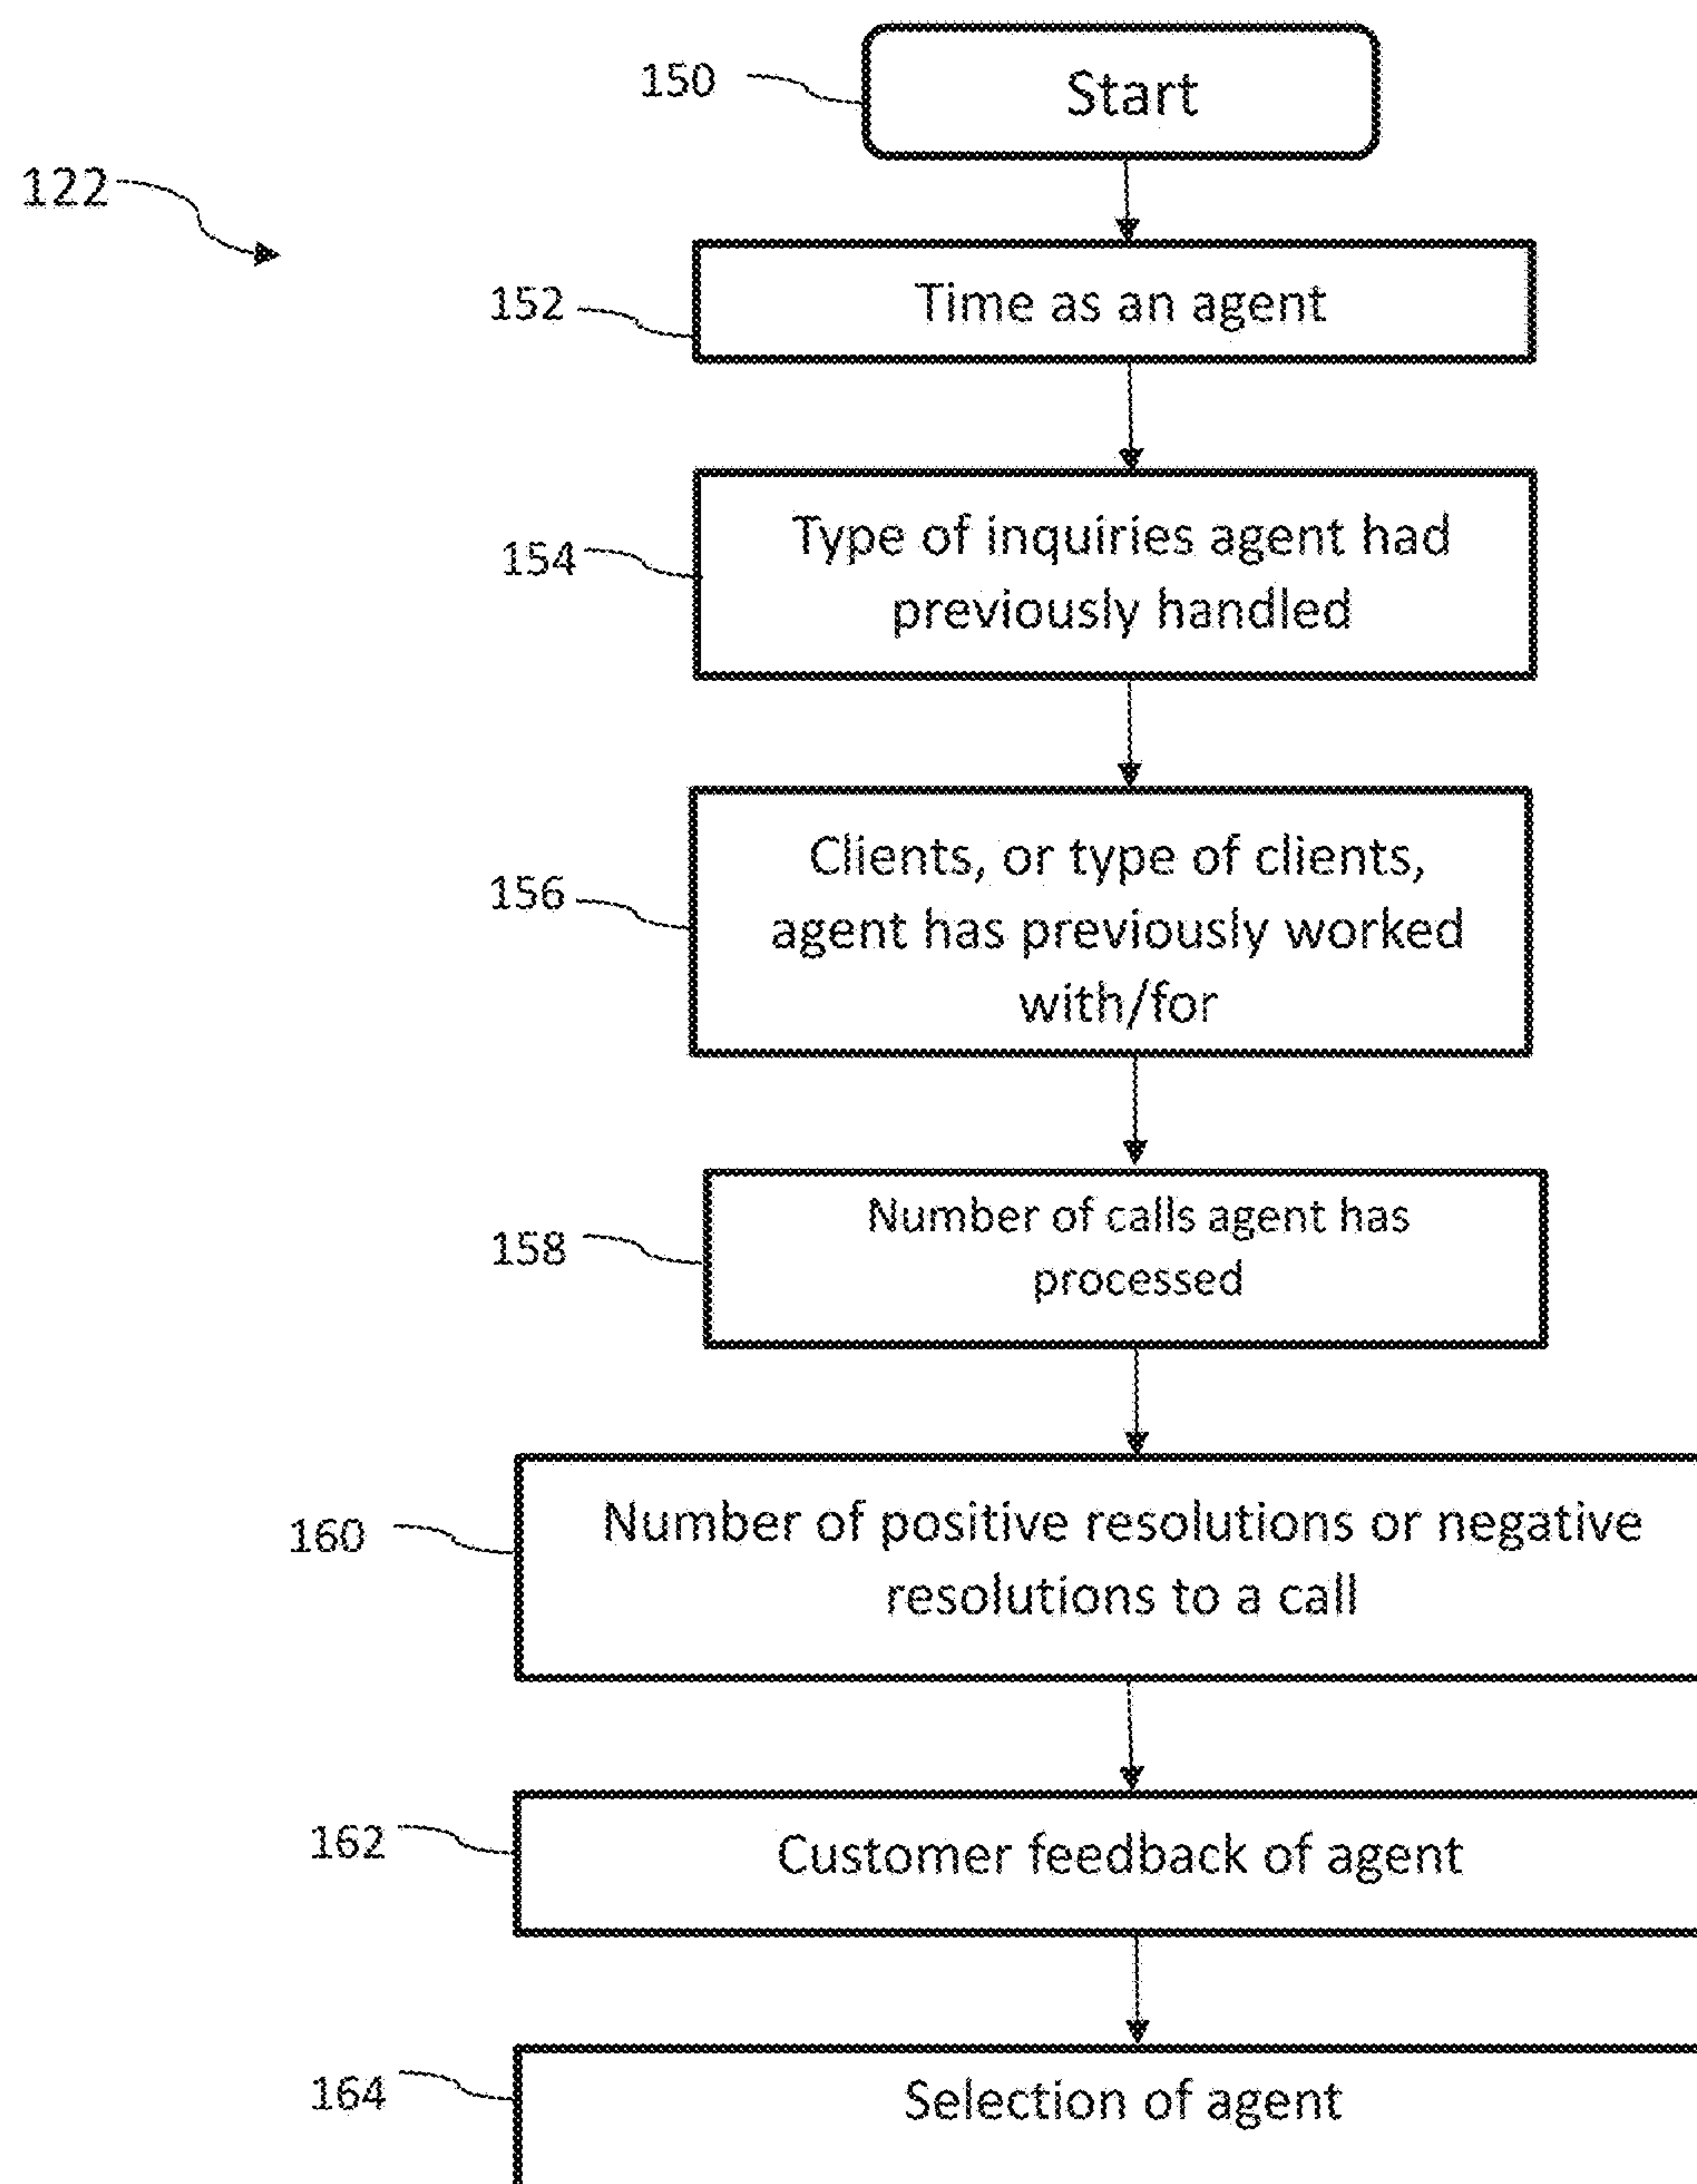 150
Start
122
152
Time as an agent
154
Type of inquiries agent had
previously handled
156
Clients, or type of clients,
agent has previously worked
with/for
158
Number of calls agent has
processed
160
Number of positive resolutions or negative
resolutions to a call
162
Customer feedback of agent
164
Selection of agent